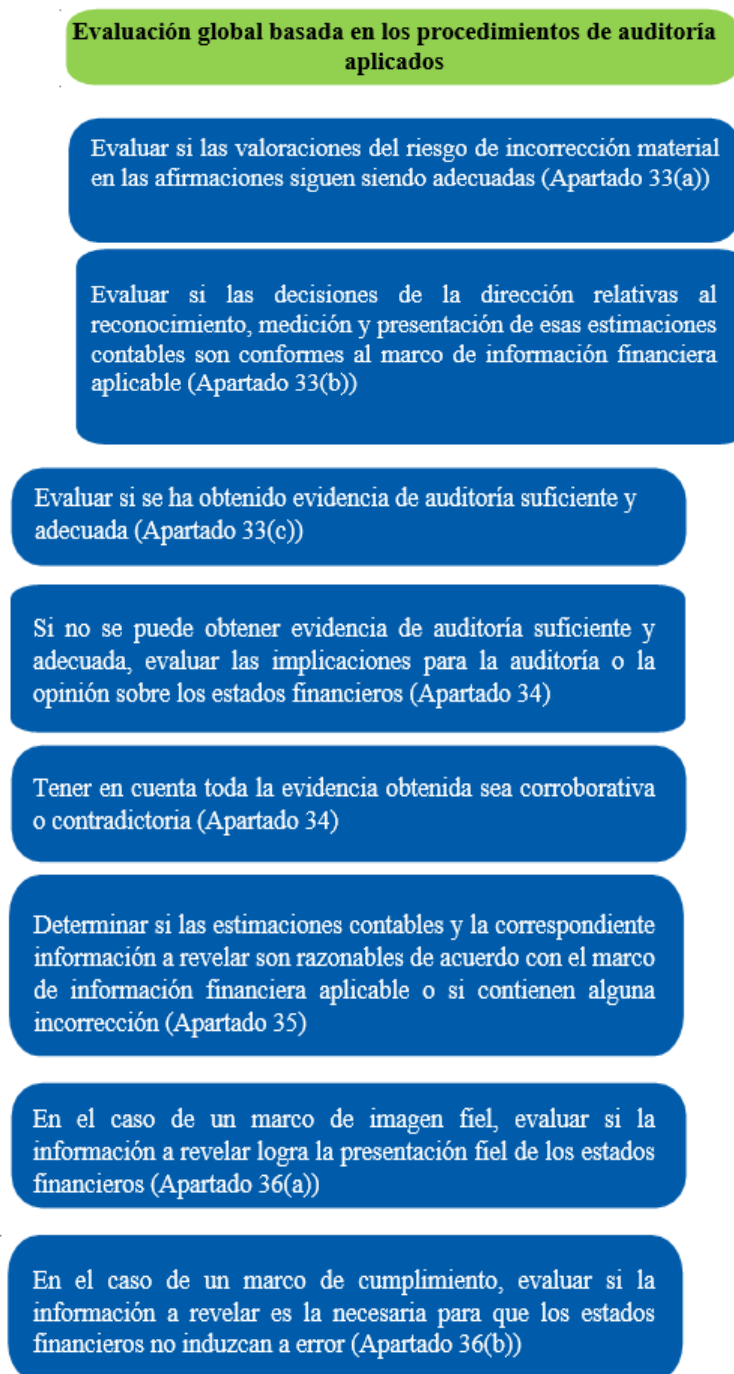 Evaluación global basada en los procedimientos de auditoría
aplicados
Evaluar si las valoraciones del riesgo de incorrección material
en las afirmaciones siguen siendo adecuadas (Apartado 33(a))
Evaluar si las decisiones de la dirección relativas al
reconocimiento, medición y presentación de esas estimaciones
contables son conformes al marco de información financiera
aplicable (Apartado 33(b))
Evaluar si se ha obtenido evidencia de auditoría suficiente y
adecuada (Apartado 33(c))
Si no se puede obtener evidencia de auditoría suficiente y
adecuada, evaluar las implicaciones para la auditoría o la
opinión sobre los estados financieros (Apartado 34)
Tener en cuenta toda la evidencia obtenida sea corroborativa
o contradictoria (Apartado 34)
Determinar si las estimaciones contables y la correspondiente
información a revelar son razonables de acuerdo con el marco
de información financiera aplicable o si contienen alguna
incorrección (Apartado 35)
En el caso de un marco de imagen fiel, evaluar si la
información a revelar logra la presentación fiel de los estados
financieros (Apartado 36(a))
En el caso de un marco de cumplimiento, evaluar si la
información a revelar es la necesaria para que los estados
financieros no induzcan a error (Apartado 36(b))